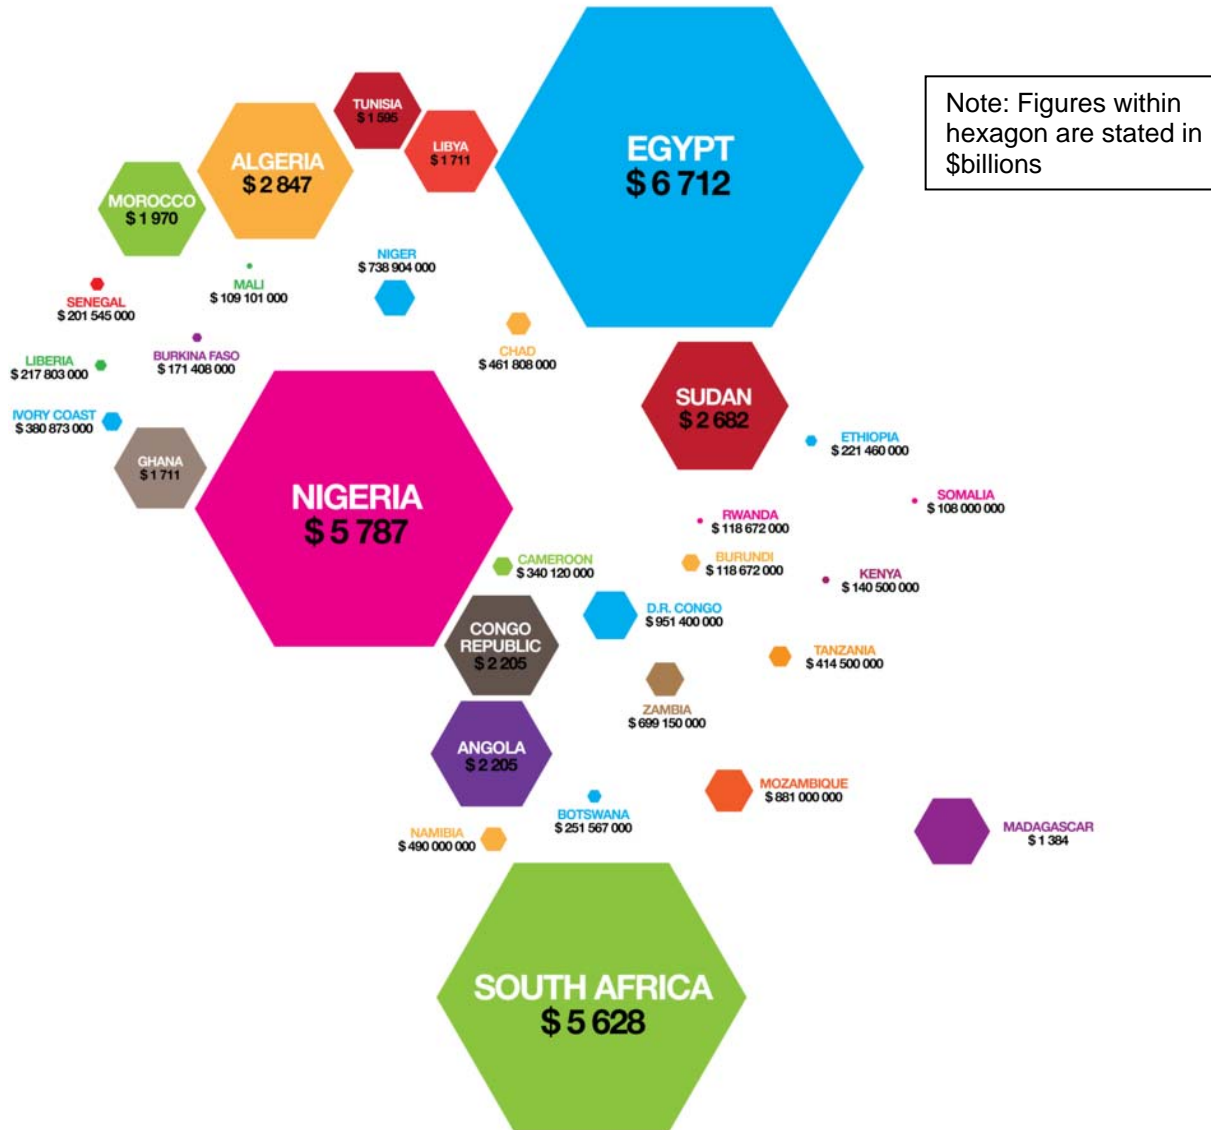 TUNISIA
$ 1 595
ALGERIA
$ 2 847
LIBYA
$ 1 711
EGYPT
$ 6 712
Note: Figures within
hexagon are stated in
$billions
MOROCCO
$ 1 970
NIGER
$ 738 904 000
MALI
$ 109 101 000
SENEGAL
$ 201 545 000
BURKINA FASO
$ 171 408 000
CHAD
$ 461 808 000
LIBERIA
$ 217 803 000
SUDAN
$ 2 682
IVORY COAST
$ 380 873 000
ETHIOPIA
$ 221 460 000
GHANA
$ 1 711
NIGERIA
$ 5 787
SOMALIA
$ 108 000 000
RWANDA
$ 118 672 000
CAMEROON
$ 340 120 000
BURUNDI
$ 118 672 000
KENYA
$ 140 500 000
D.R. CONGO
$ 951 400 000
CONGO
REPUBLIC
$ 2 205
TANZANIA
$ 414 500 000
ZAMBIA
$ 699 150 000
ANGOLA
$ 2 205
MOZAMBIQUE
$ 881 000 000
BOTSWANA
$ 251 567 000
NAMIBIA
$ 490 000 000
MADAGASCAR
$ 1 384
SOUTH AFRICA
$ 5 628